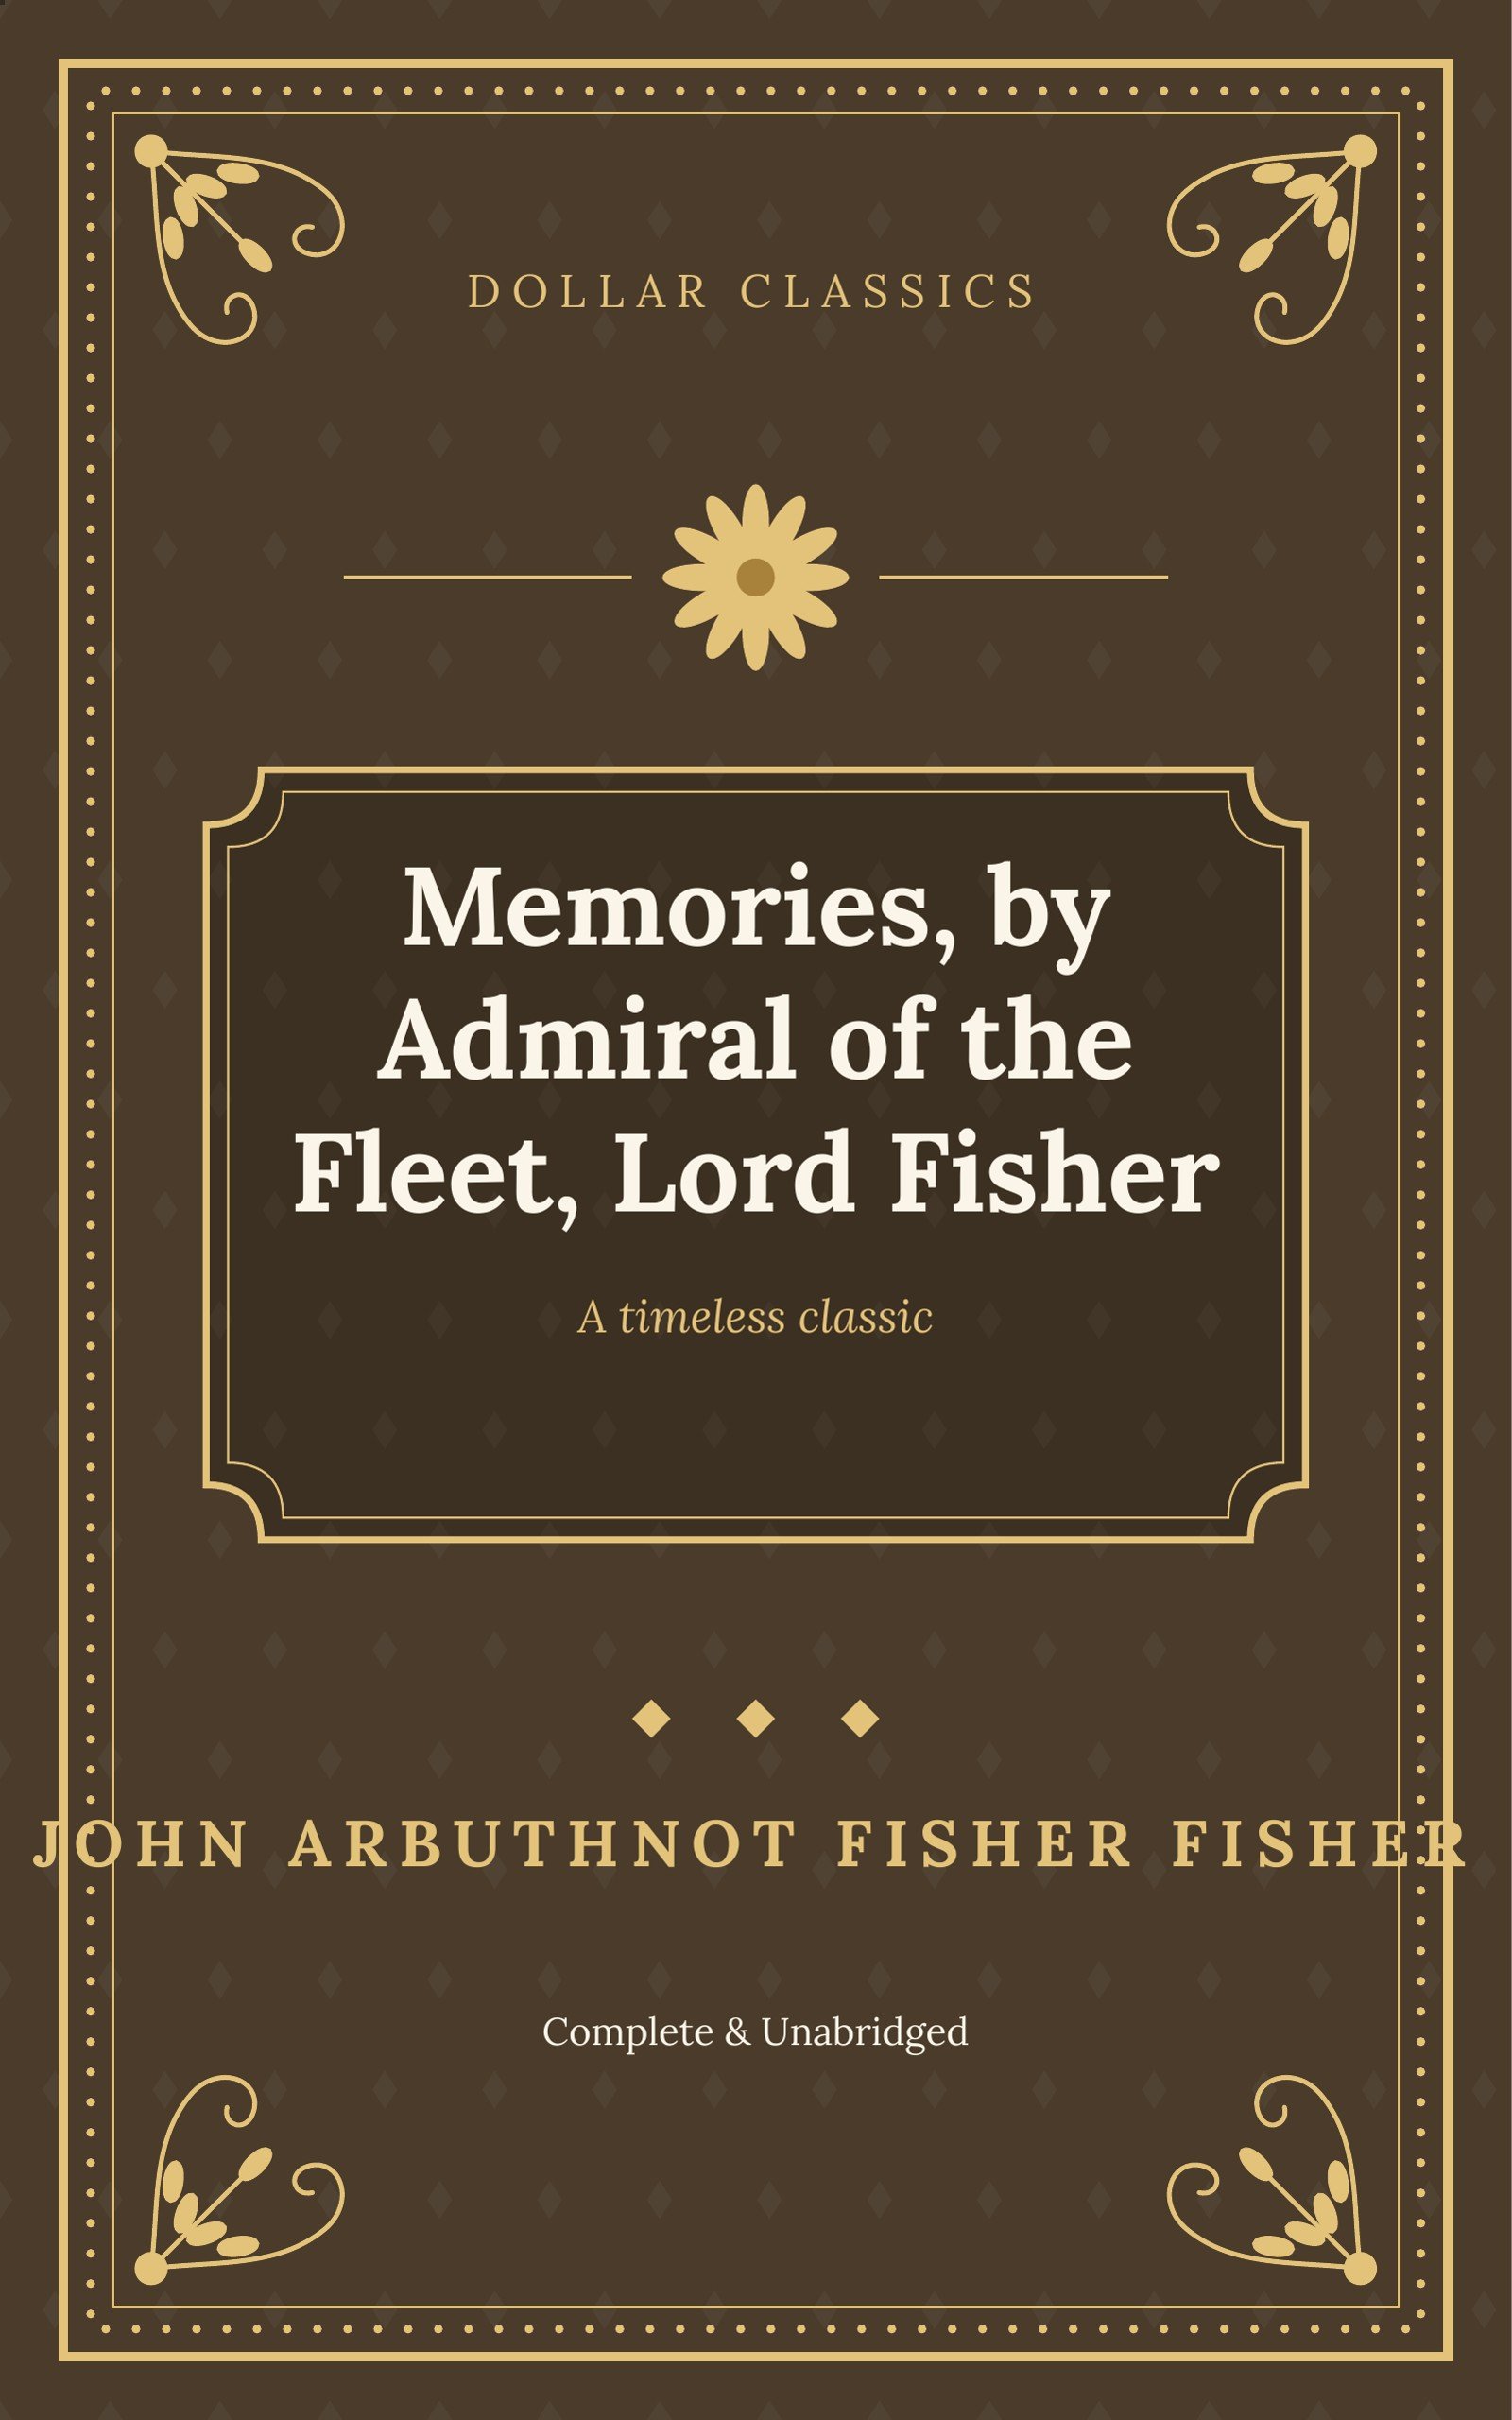 DOLLAR CLASSICS
Memories, by
Admiral of the
Fleet, Lord Fisher
A timeless classic
JOHN ARBUTHNOT FISHER FISHER
Complete & Unabridged